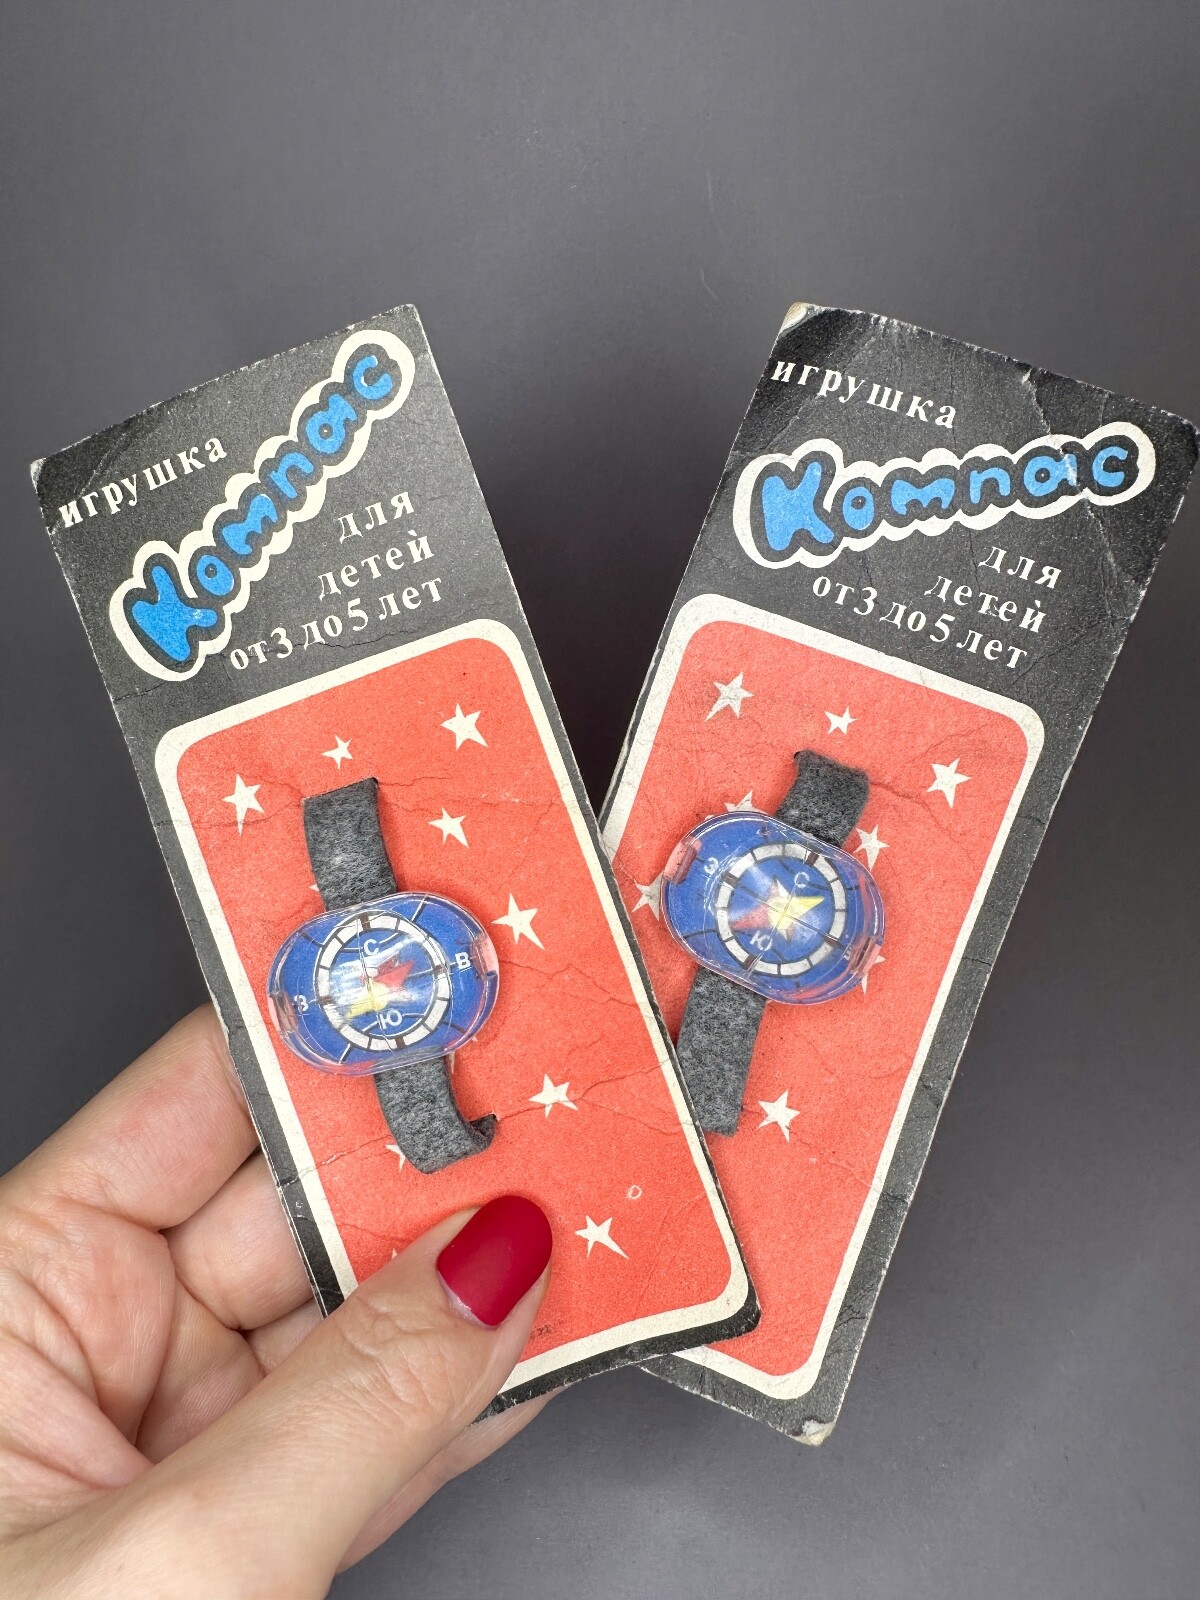 игрушка
Компас
для
детей
от 3 до 5 лет
С
В
З
Ю
игрушка
Компас
для
детей
от 3 до 5 лет
З
С
Ю